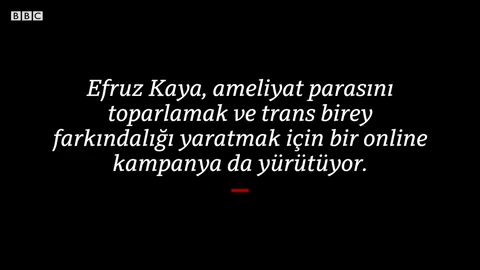 BBC
Efruz Kaya, ameliyat parasını
toparlamak ve trans birey
farkındalığı yaratmak için bir online
kampanya da yürütüyor.